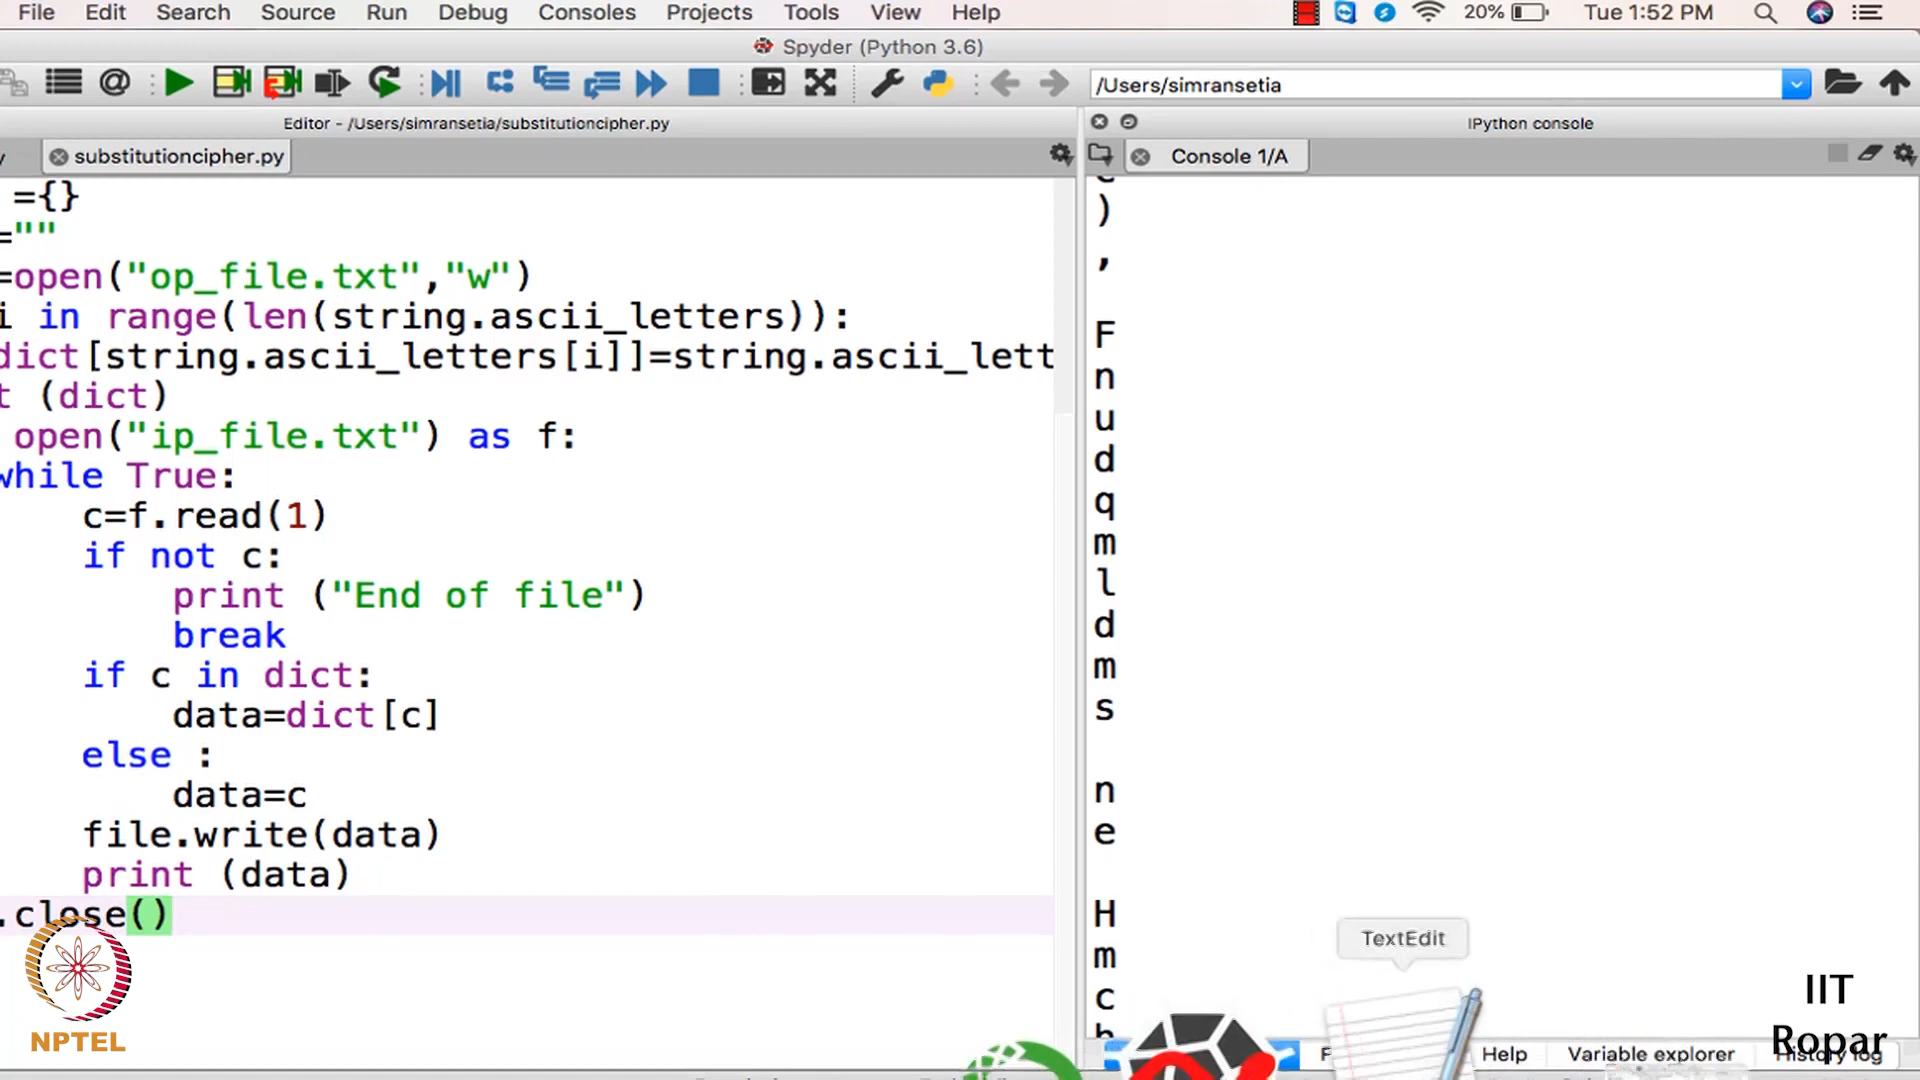 File Edit Search Source Run Debug Consoles Projects Tools View Help 20% Tue 1:52 PM
Spyder (Python 3.6)
/Users/simransetia
Editor - /Users/simransetia/substitutioncipher.py
IPython console
substitutioncipher.py
Console 1/A
={}
=""
=open("op_file.txt","w")
i in range(len(string.ascii_letters)):
dict[string.ascii_letters[i]]=string.ascii_lett
t (dict)
open("ip_file.txt") as f:
while True:
c=f.read(1)
if not c:
print ("End of file")
break
if c in dict:
data=dict[c]
else :
data=c
file.write(data)
print (data)
.close()
)
,
F
n
u
d
q
m
l
d
m
s
n
e
H
m
c
TextEdit
NPTEL
IIT
Ropar
Help Variable explorer History log